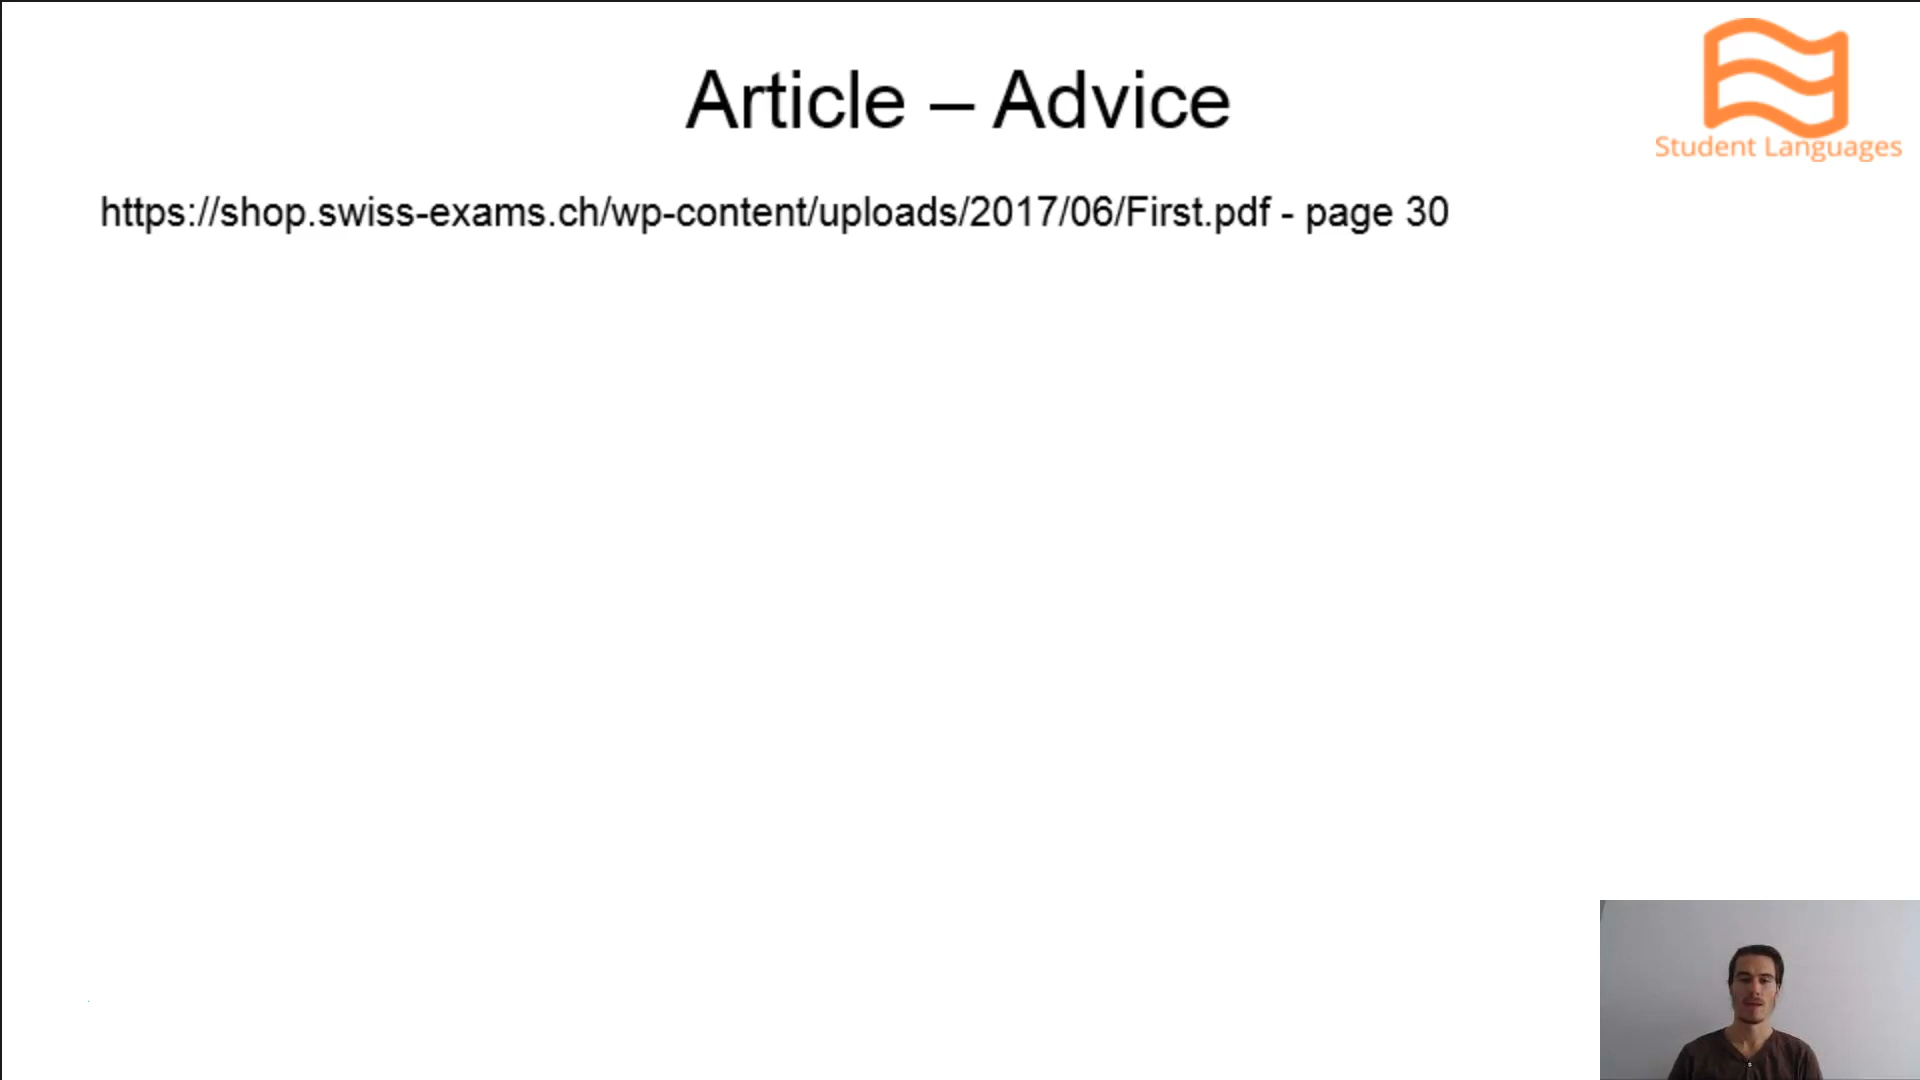 Article – Advice
Student Languages
https://shop.swiss-exams.ch/wp-content/uploads/2017/06/First.pdf - page 30